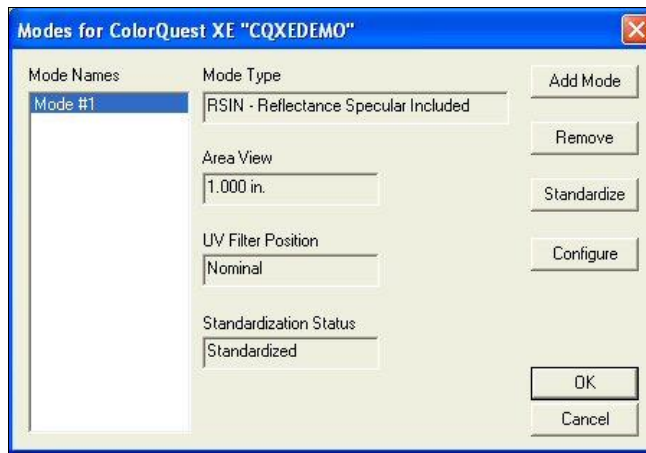 Modes for ColorQuest XE "CQXEDEMO"
Mode Names
Mode #1
Mode Type
RSIN - Reflectance Specular Included
Area View
1.000 in.
UV Filter Position
Nominal
Standardization Status
Standardized
Add Mode
Remove
Standardize
Configure
OK
Cancel